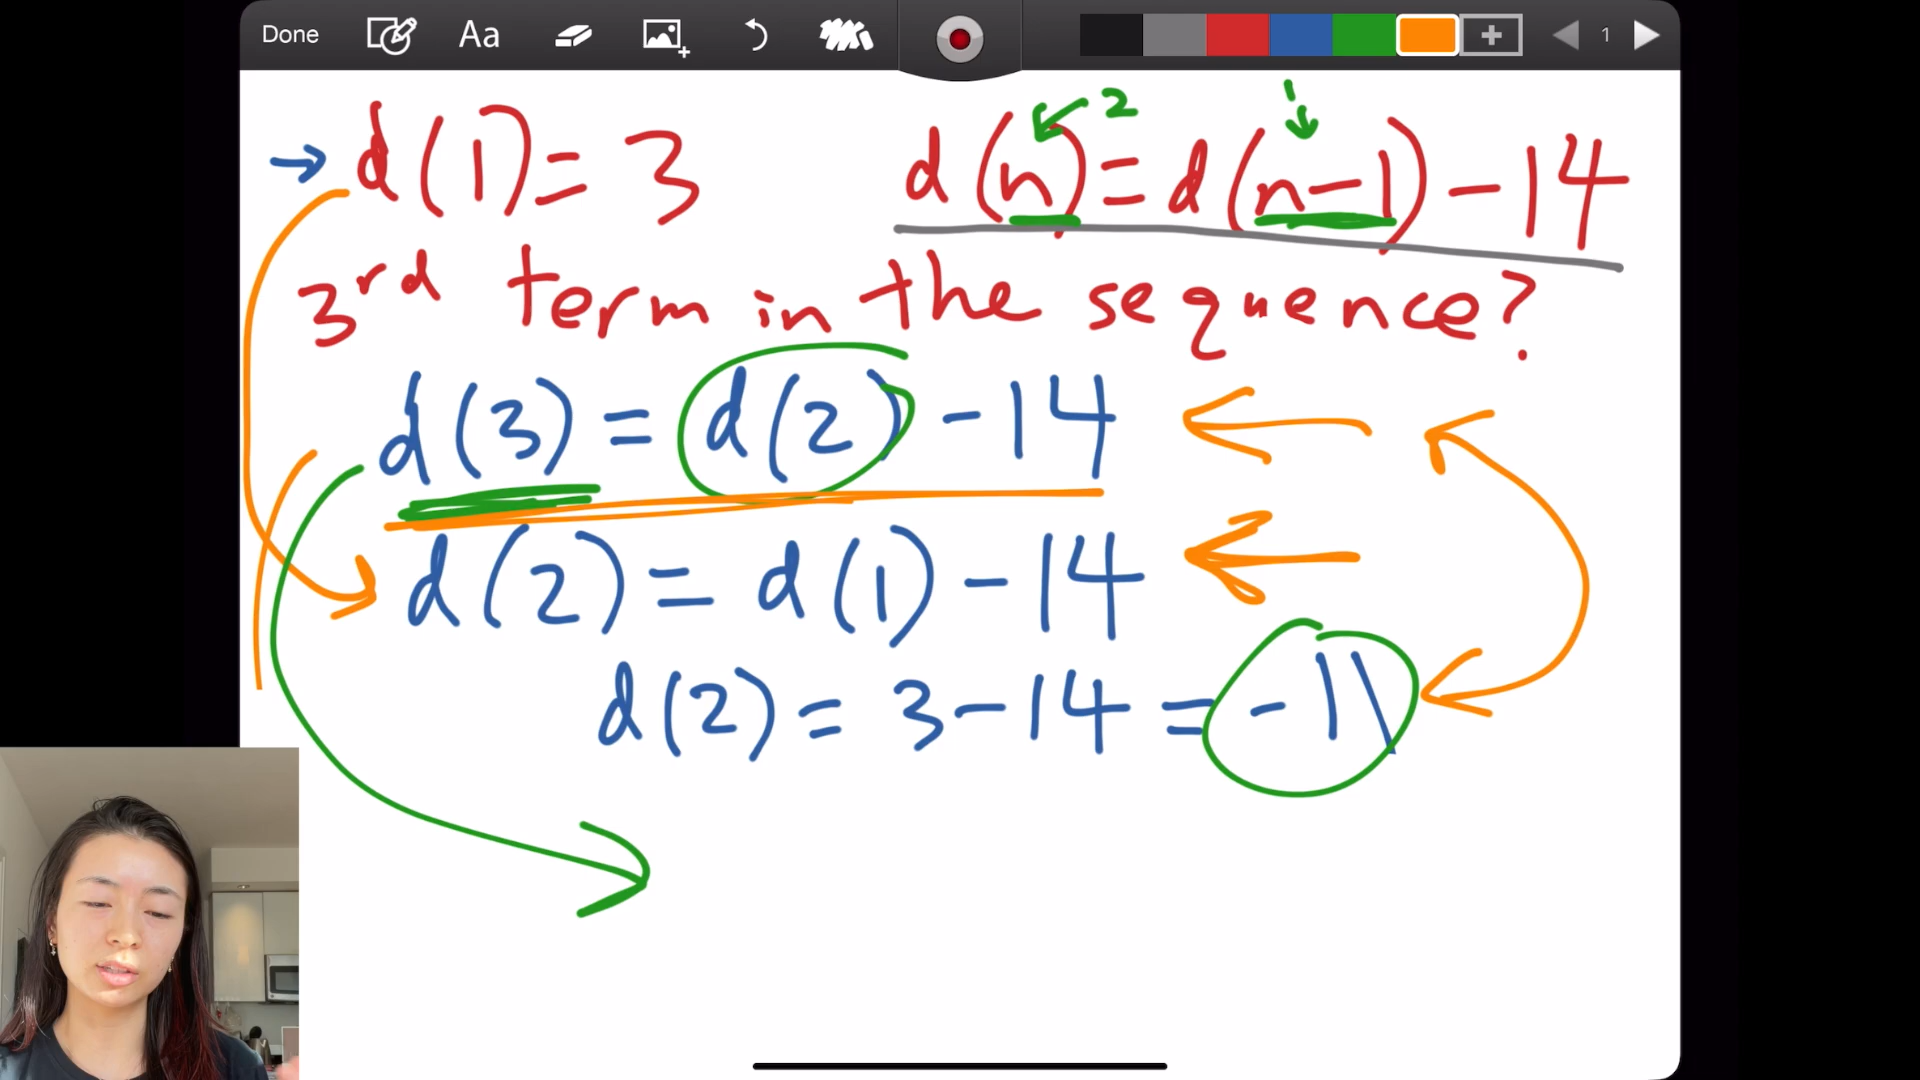 Done Aa 1
d(1)=3 d(n)=d(n-1)-14
2 1
3rd term in the sequence?
d(3)=d(2)-14
d(2)=d(1)-14
d(2)=3-14=-11